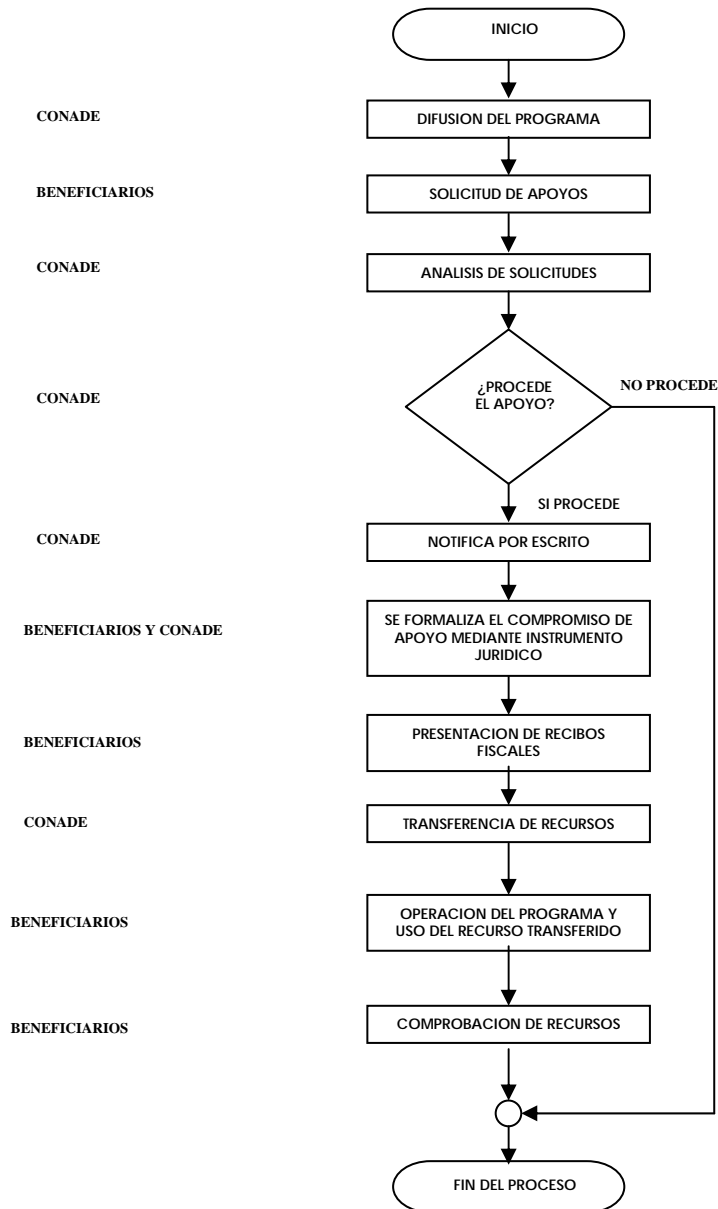 INICIO
CONADE
DIFUSION DEL PROGRAMA
BENEFICIARIOS
SOLICITUD DE APOYOS
CONADE
ANALISIS DE SOLICITUDES
CONADE
¿PROCEDE
EL APOYO?
NO PROCEDE
SI PROCEDE
CONADE
NOTIFICA POR ESCRITO
BENEFICIARIOS Y CONADE
SE FORMALIZA EL COMPROMISO DE
APOYO MEDIANTE INSTRUMENTO
JURIDICO
BENEFICIARIOS
PRESENTACION DE RECIBOS
FISCALES
CONADE
TRANSFERENCIA DE RECURSOS
BENEFICIARIOS
OPERACION DEL PROGRAMA Y
USO DEL RECURSO TRANSFERIDO
BENEFICIARIOS
COMPROBACION DE RECURSOS
FIN DEL PROCESO